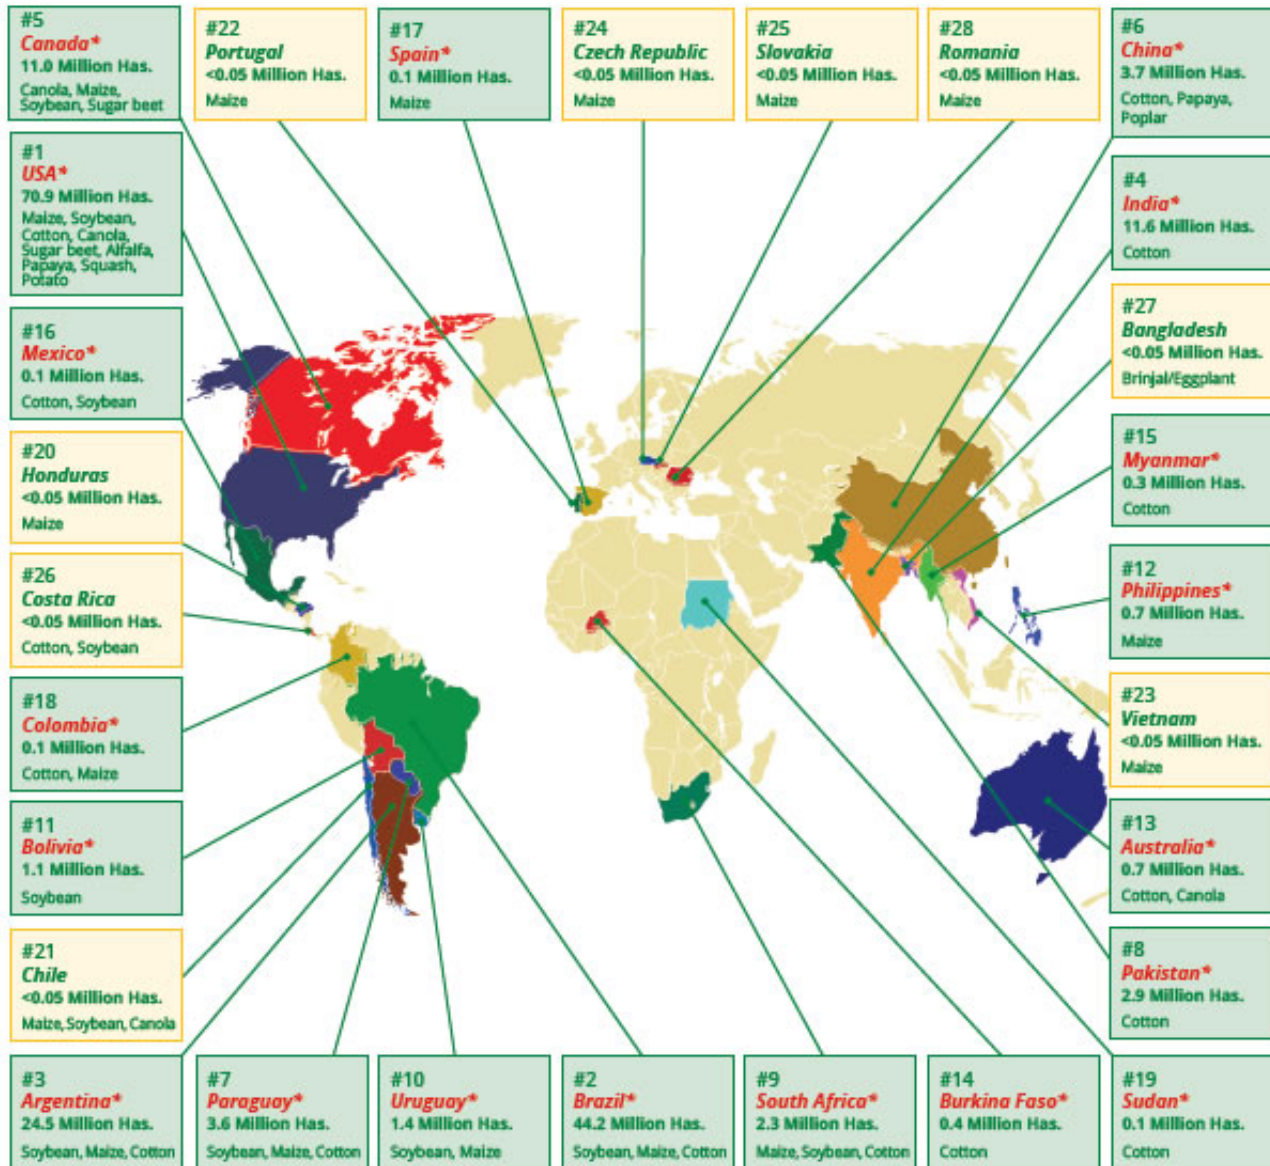 #5
Canada*
11.0 Million Has.
Canola, Maize,
Soybean, Sugar beet
#22
Portugal
<0.05 Million Has.
Maize
#17
Spain*
0.1 Million Has.
Maize
#24
Czech Republic
<0.05 Million Has.
Maize
#25
Slovakia
<0.05 Million Has.
Maize
#28
Romania
<0.05 Million Has.
Maize
#6
China*
3.7 Million Has.
Cotton, Papaya,
Poplar
#1
USA*
70.9 Million Has.
Maize, Soybean,
Cotton, Canola,
Sugar beet, Alfalfa,
Papaya, Squash,
Potato
#4
India*
11.6 Million Has.
Cotton
#27
Bangladesh
<0.05 Million Has.
Brinjal/Eggplant
#16
Mexico*
0.1 Million Has.
Cotton, Soybean
#15
Myanmar*
0.3 Million Has.
Cotton
#20
Honduras
<0.05 Million Has.
Maize
#12
Philippines*
0.7 Million Has.
Maize
#26
Costa Rica
<0.05 Million Has.
Cotton, Soybean
#23
Vietnam
<0.05 Million Has.
Maize
#18
Colombia*
0.1 Million Has.
Cotton, Maize
#13
Australia*
0.7 Million Has.
Cotton, Canola
#11
Bolivia*
1.1 Million Has.
Soybean
#8
Pakistan*
2.9 Million Has.
Cotton
#21
Chile
<0.05 Million Has.
Maize, Soybean, Canola
#3
Argentina*
24.5 Million Has.
Soybean, Maize, Cotton
#7
Paraguay*
3.6 Million Has.
Soybean, Maize, Cotton
#10
Uruguay*
1.4 Million Has.
Soybean, Maize
#2
Brazil*
44.2 Million Has.
Soybean, Maize, Cotton
#9
South Africa*
2.3 Million Has.
Maize, Soybean, Cotton
#14
Burkina Faso*
0.4 Million Has.
Cotton
#19
Sudan*
0.1 Million Has.
Cotton